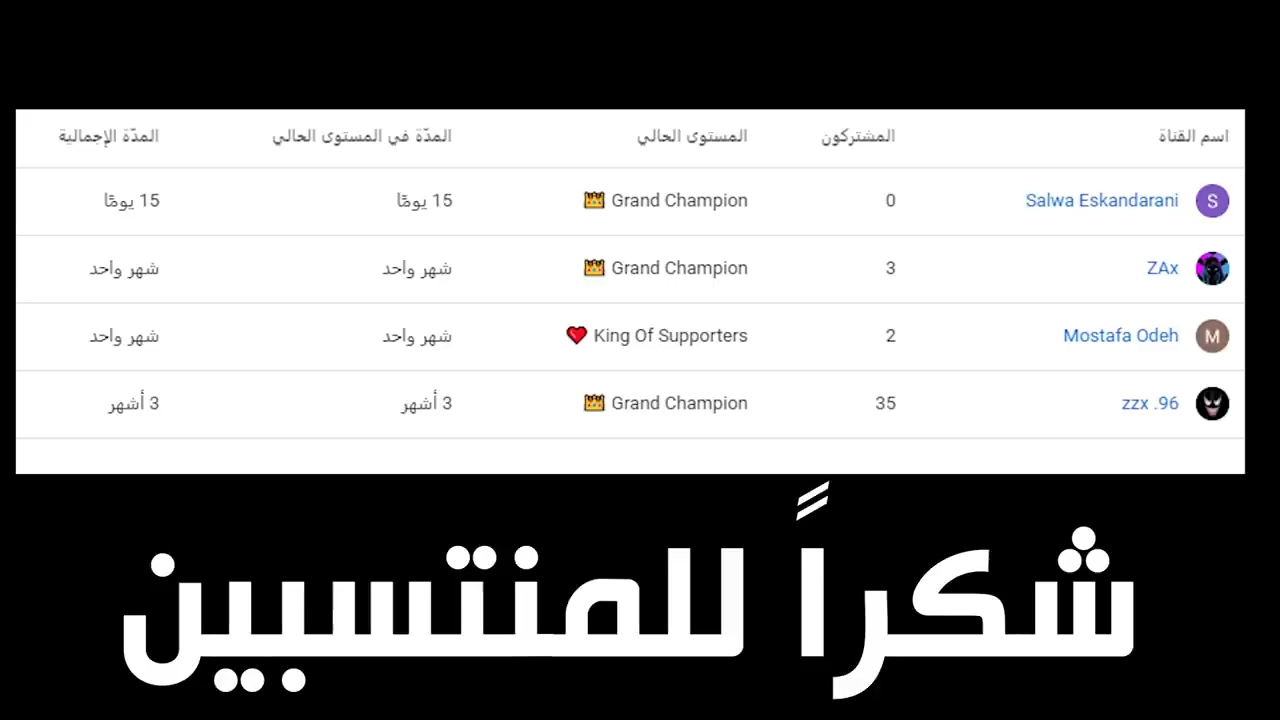 اسم القناة المشتركون المستوى الحالي المدّة في المستوى الحالي المدّة الإجمالية
S Salwa Eskandarani 0 Grand Champion 15 يومًا 15 يومًا
ZAx 3 Grand Champion شهر واحد شهر واحد
M Mostafa Odeh 2 King Of Supporters شهر واحد شهر واحد
zzx .96 35 Grand Champion 3 أشهر 3 أشهر
شكراً للمنتسبين